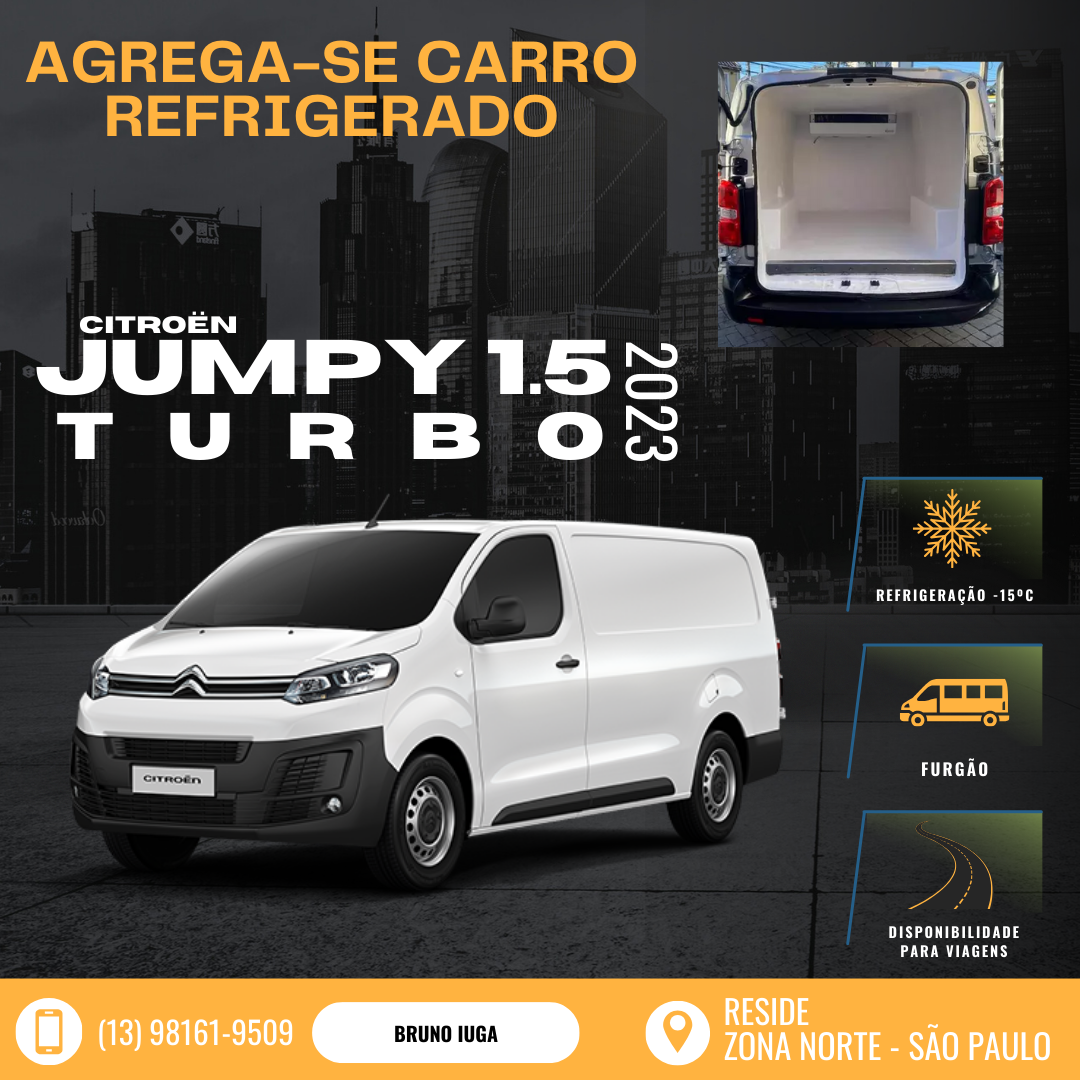 AGREGA-SE CARRO
REFRIGERADO
CITROËN
JUMPY 1.5
TURBO
2023
REFRIGERAÇÃO -15ºC
FURGÃO
DISPONIBILIDADE
PARA VIAGENS
CITROËN
(13) 98161-9509
BRUNO IUGA
RESIDE
ZONA NORTE - SÃO PAULO